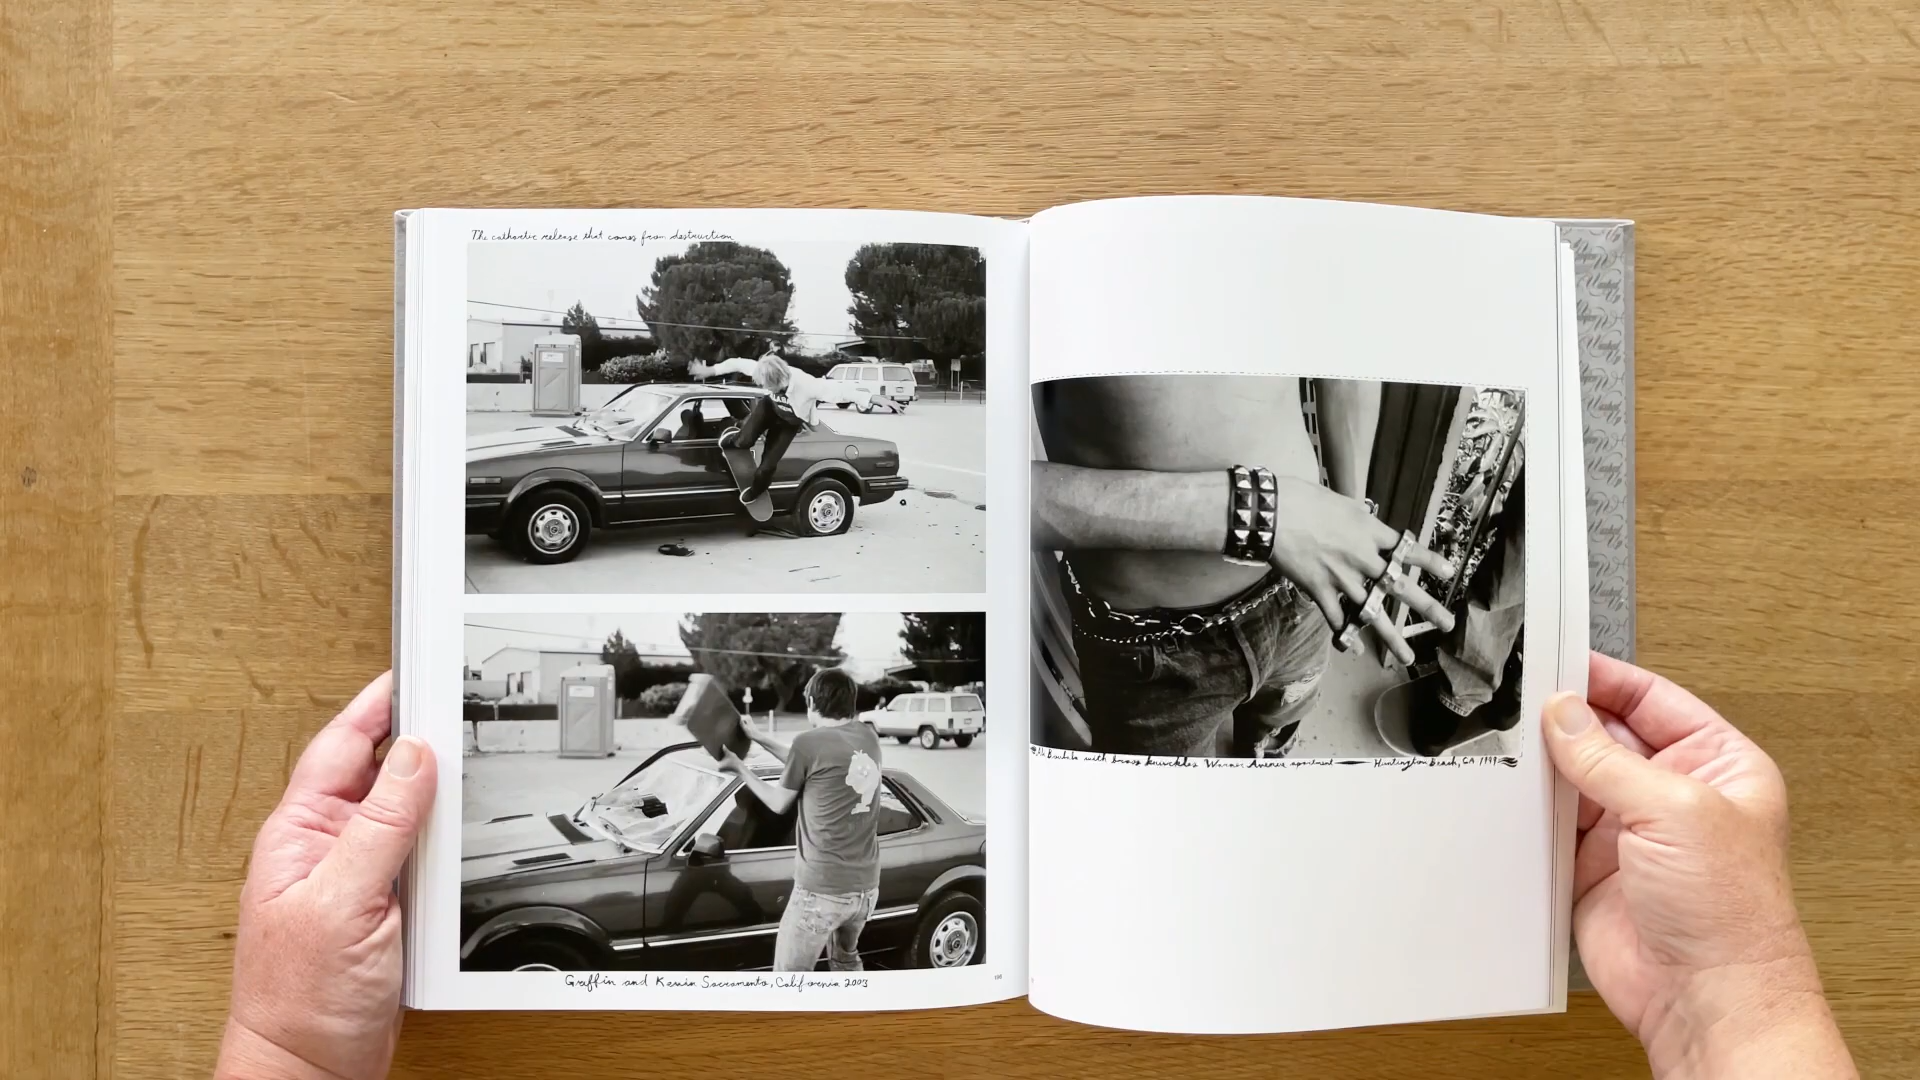 The cathartic release that comes from destruction
Griffin and Kevin Sacramento, California 2003
with brass knuckles Warner Avenue apartment Huntington Beach, CA 1999